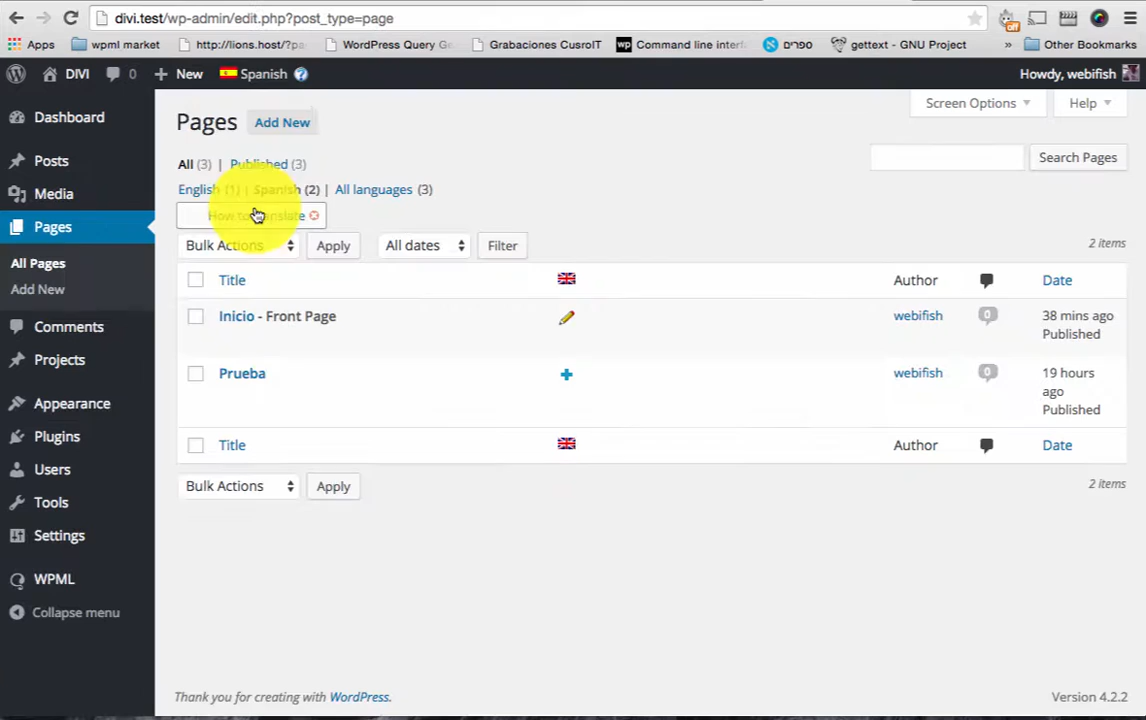 divi.test/wp-admin/edit.php?post_type=page
Apps wpml market http://lions.host/?pa WordPress Query Ge Grabaciones CusroIT Command line interf ספרים gettext - GNU Project » Other Bookmarks
DIVI 0 New Spanish ? Howdy, webifish
Dashboard
Posts
Media
Pages
All Pages
Add New
Comments
Projects
Appearance
Plugins
Users
Tools
Settings
WPML
Collapse menu
Screen Options Help
Pages Add New
All (3) | Published (3)
English (1) | Spanish (2) | All languages (3)
Search Pages
How to translate
Bulk Actions Apply All dates Filter 2 items
Title Author Date
Inicio - Front Page webifish 0 38 mins ago
Published
Prueba webifish 0 19 hours
ago
Published
Title Author Date
Bulk Actions Apply 2 items
Thank you for creating with WordPress. Version 4.2.2